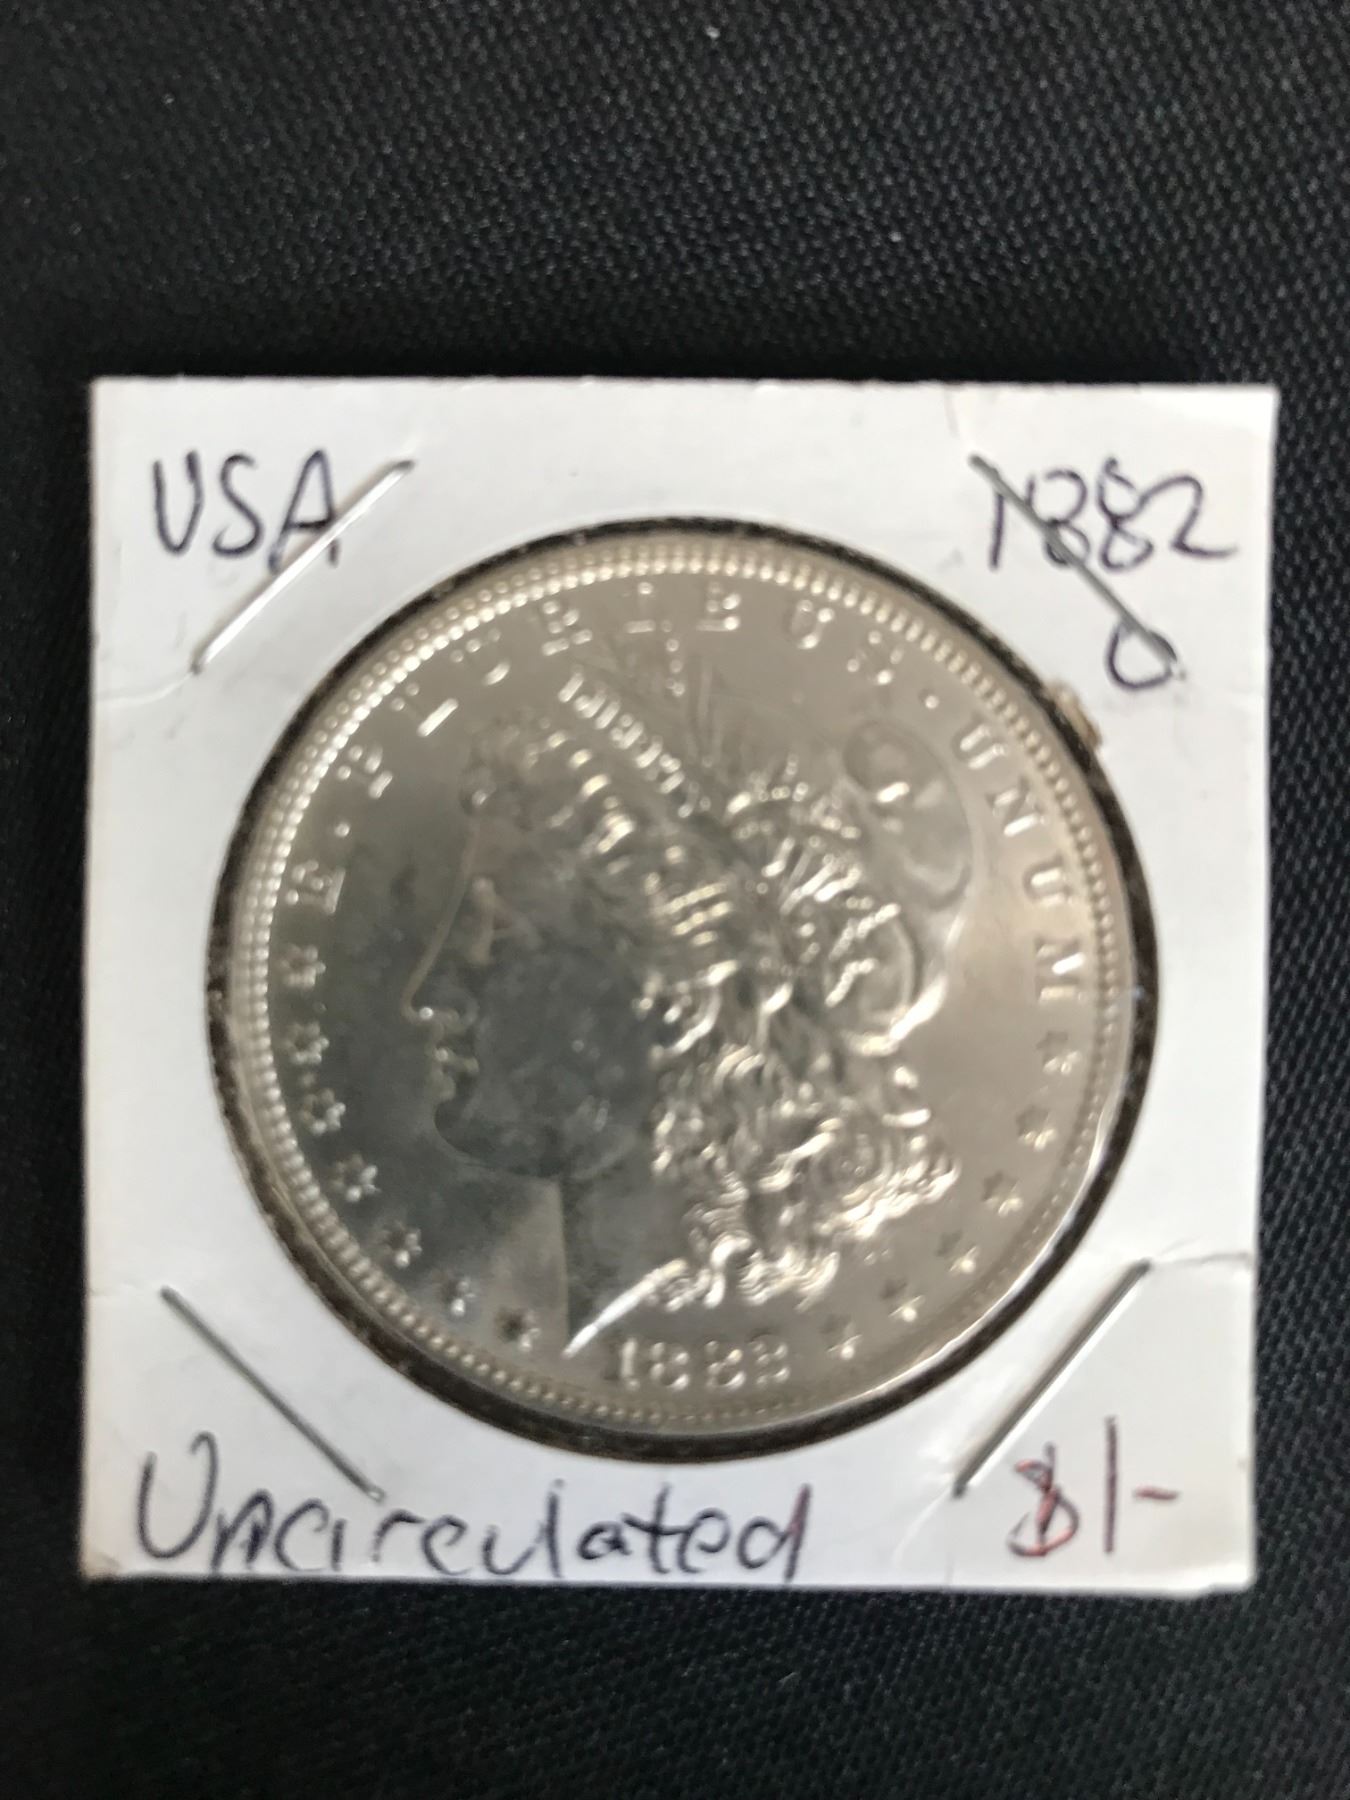 USA
1882
O
E · PLURIBUS · UNUM
LIBERTY
1882
Uncirculated
$1-